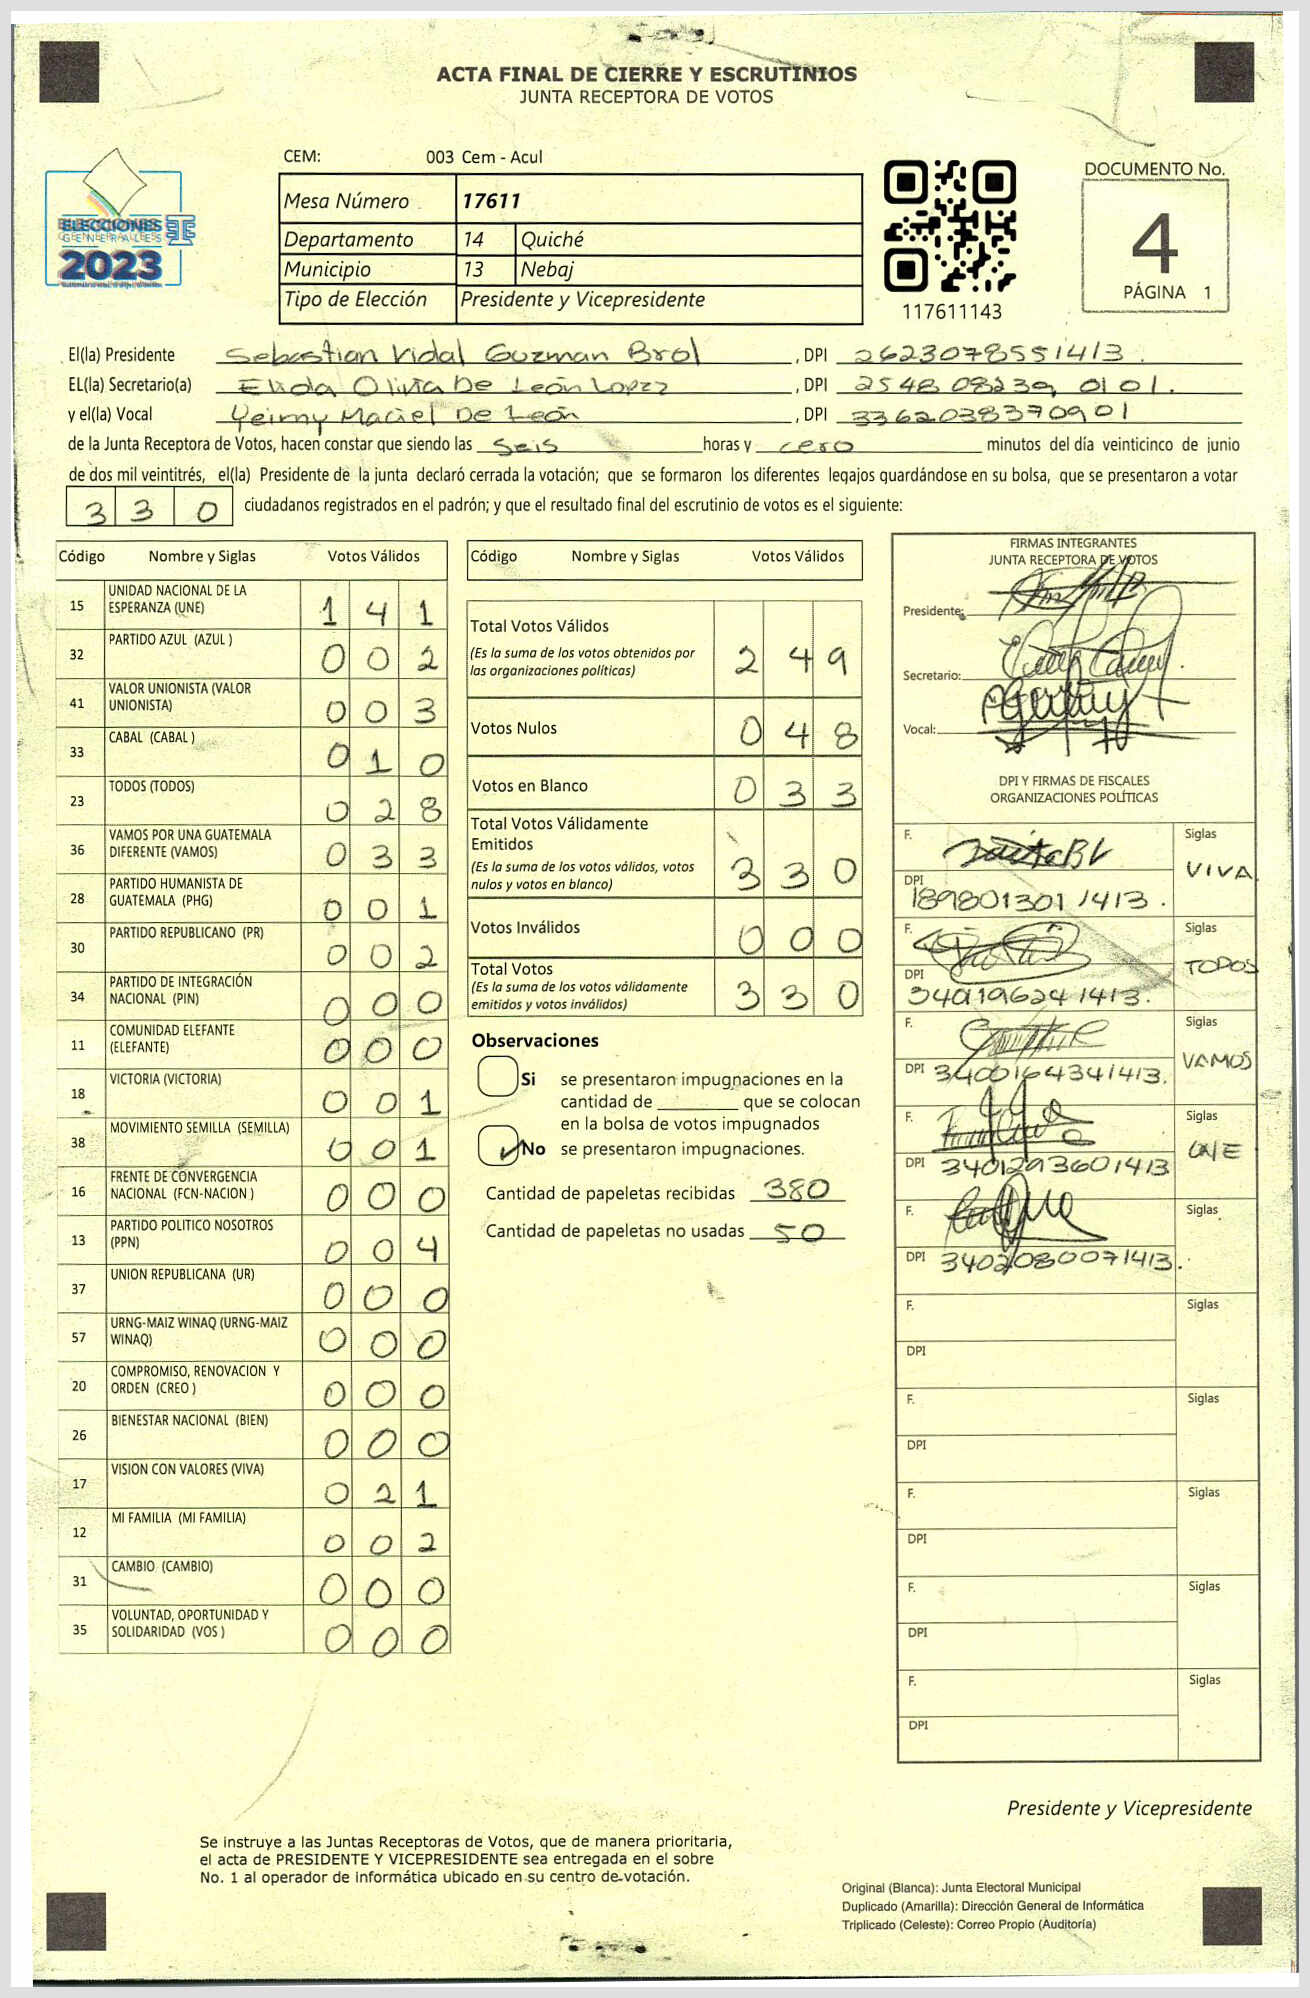 ACTA FINAL DE CIERRE Y ESCRUTINIOS
JUNTA RECEPTORA DE VOTOS
CEM: 003 Cem - Acul
ELECCIONES
GENERALES
2023
Mesa Número 17611
Departamento 14 Quiché
Municipio 13 Nebaj
Tipo de Elección Presidente y Vicepresidente
117611143
DOCUMENTO No.
4
PÁGINA 1
El(la) Presidente Sebastian Vidal Guzman Brol , DPI 2623078551413.
EL(la) Secretario(a) Elida Olivia De León Lopez , DPI 2548 08239, 0101.
y el(la) Vocal Yeimy Maciel De León , DPI 3362038370901
de la Junta Receptora de Votos, hacen constar que siendo las seis horas y cero minutos del día veinticinco de junio
de dos mil veintitrés, el(la) Presidente de la junta declaró cerrada la votación; que se formaron los diferentes legajos quardándose en su bolsa, que se presentaron a votar
3 3 0 ciudadanos registrados en el padrón; y que el resultado final del escrutinio de votos es el siguiente:
Código Nombre y Siglas Votos Válidos
15 UNIDAD NACIONAL DE LA
ESPERANZA (UNE) 1 4 1
32 PARTIDO AZUL (AZUL ) 0 0 2
41 VALOR UNIONISTA (VALOR
UNIONISTA) 0 0 3
33 CABAL (CABAL ) 0 1 0
23 TODOS (TODOS) 0 2 8
36 VAMOS POR UNA GUATEMALA
DIFERENTE (VAMOS) 0 3 3
28 PARTIDO HUMANISTA DE
GUATEMALA (PHG) 0 0 1
30 PARTIDO REPUBLICANO (PR) 0 0 2
34 PARTIDO DE INTEGRACIÓN
NACIONAL (PIN) 0 0 0
11 COMUNIDAD ELEFANTE
(ELEFANTE) 0 0 0
18 VICTORIA (VICTORIA) 0 0 1
38 MOVIMIENTO SEMILLA (SEMILLA) 0 0 1
16 FRENTE DE CONVERGENCIA
NACIONAL (FCN-NACION ) 0 0 0
13 PARTIDO POLITICO NOSOTROS
(PPN) 0 0 4
37 UNION REPUBLICANA (UR) 0 0 0
57 URNG-MAIZ WINAQ (URNG-MAIZ
WINAQ) 0 0 0
20 COMPROMISO, RENOVACION Y
ORDEN (CREO ) 0 0 0
26 BIENESTAR NACIONAL (BIEN) 0 0 0
17 VISION CON VALORES (VIVA) 0 2 1
12 MI FAMILIA (MI FAMILIA) 0 0 2
31 CAMBIO (CAMBIO) 0 0 0
35 VOLUNTAD, OPORTUNIDAD Y
SOLIDARIDAD (VOS ) 0 0 0
Código Nombre y Siglas Votos Válidos
Total Votos Válidos
(Es la suma de los votos obtenidos por
las organizaciones políticas) 2 4 9
Votos Nulos 0 4 8
Votos en Blanco 0 3 3
Total Votos Válidamente
Emitidos
(Es la suma de los votos válidos, votos
nulos y votos en blanco) 3 3 0
Votos Inválidos 0 0 0
Total Votos
(Es la suma de los votos válidamente
emitidos y votos inválidos) 3 3 0
Observaciones
Si se presentaron impugnaciones en la
cantidad de ________ que se colocan
en la bolsa de votos impugnados
No se presentaron impugnaciones.
Cantidad de papeletas recibidas 380
Cantidad de papeletas no usadas 50
FIRMAS INTEGRANTES
JUNTA RECEPTORA DE VOTOS
Presidente:
Secretario:
Vocal:
DPI Y FIRMAS DE FISCALES
ORGANIZACIONES POLÍTICAS
F. Siglas
VIVA
DPI
1898013011413.
F. Siglas
TODOS
DPI
3401196241413.
F. Siglas
VAMOS
DPI 3400164341413.
F. Siglas
UNE
DPI 3401293601413
F. Siglas
DPI 3402080071413.
F. Siglas
DPI
F. Siglas
DPI
F. Siglas
DPI
F. Siglas
DPI
F. Siglas
DPI
Presidente y Vicepresidente
Se instruye a las Juntas Receptoras de Votos, que de manera prioritaria,
el acta de PRESIDENTE Y VICEPRESIDENTE sea entregada en el sobre
No. 1 al operador de informática ubicado en su centro de votación.
Original (Blanca): Junta Electoral Municipal
Duplicado (Amarilla): Dirección General de Informática
Triplicado (Celeste): Correo Propio (Auditoría)